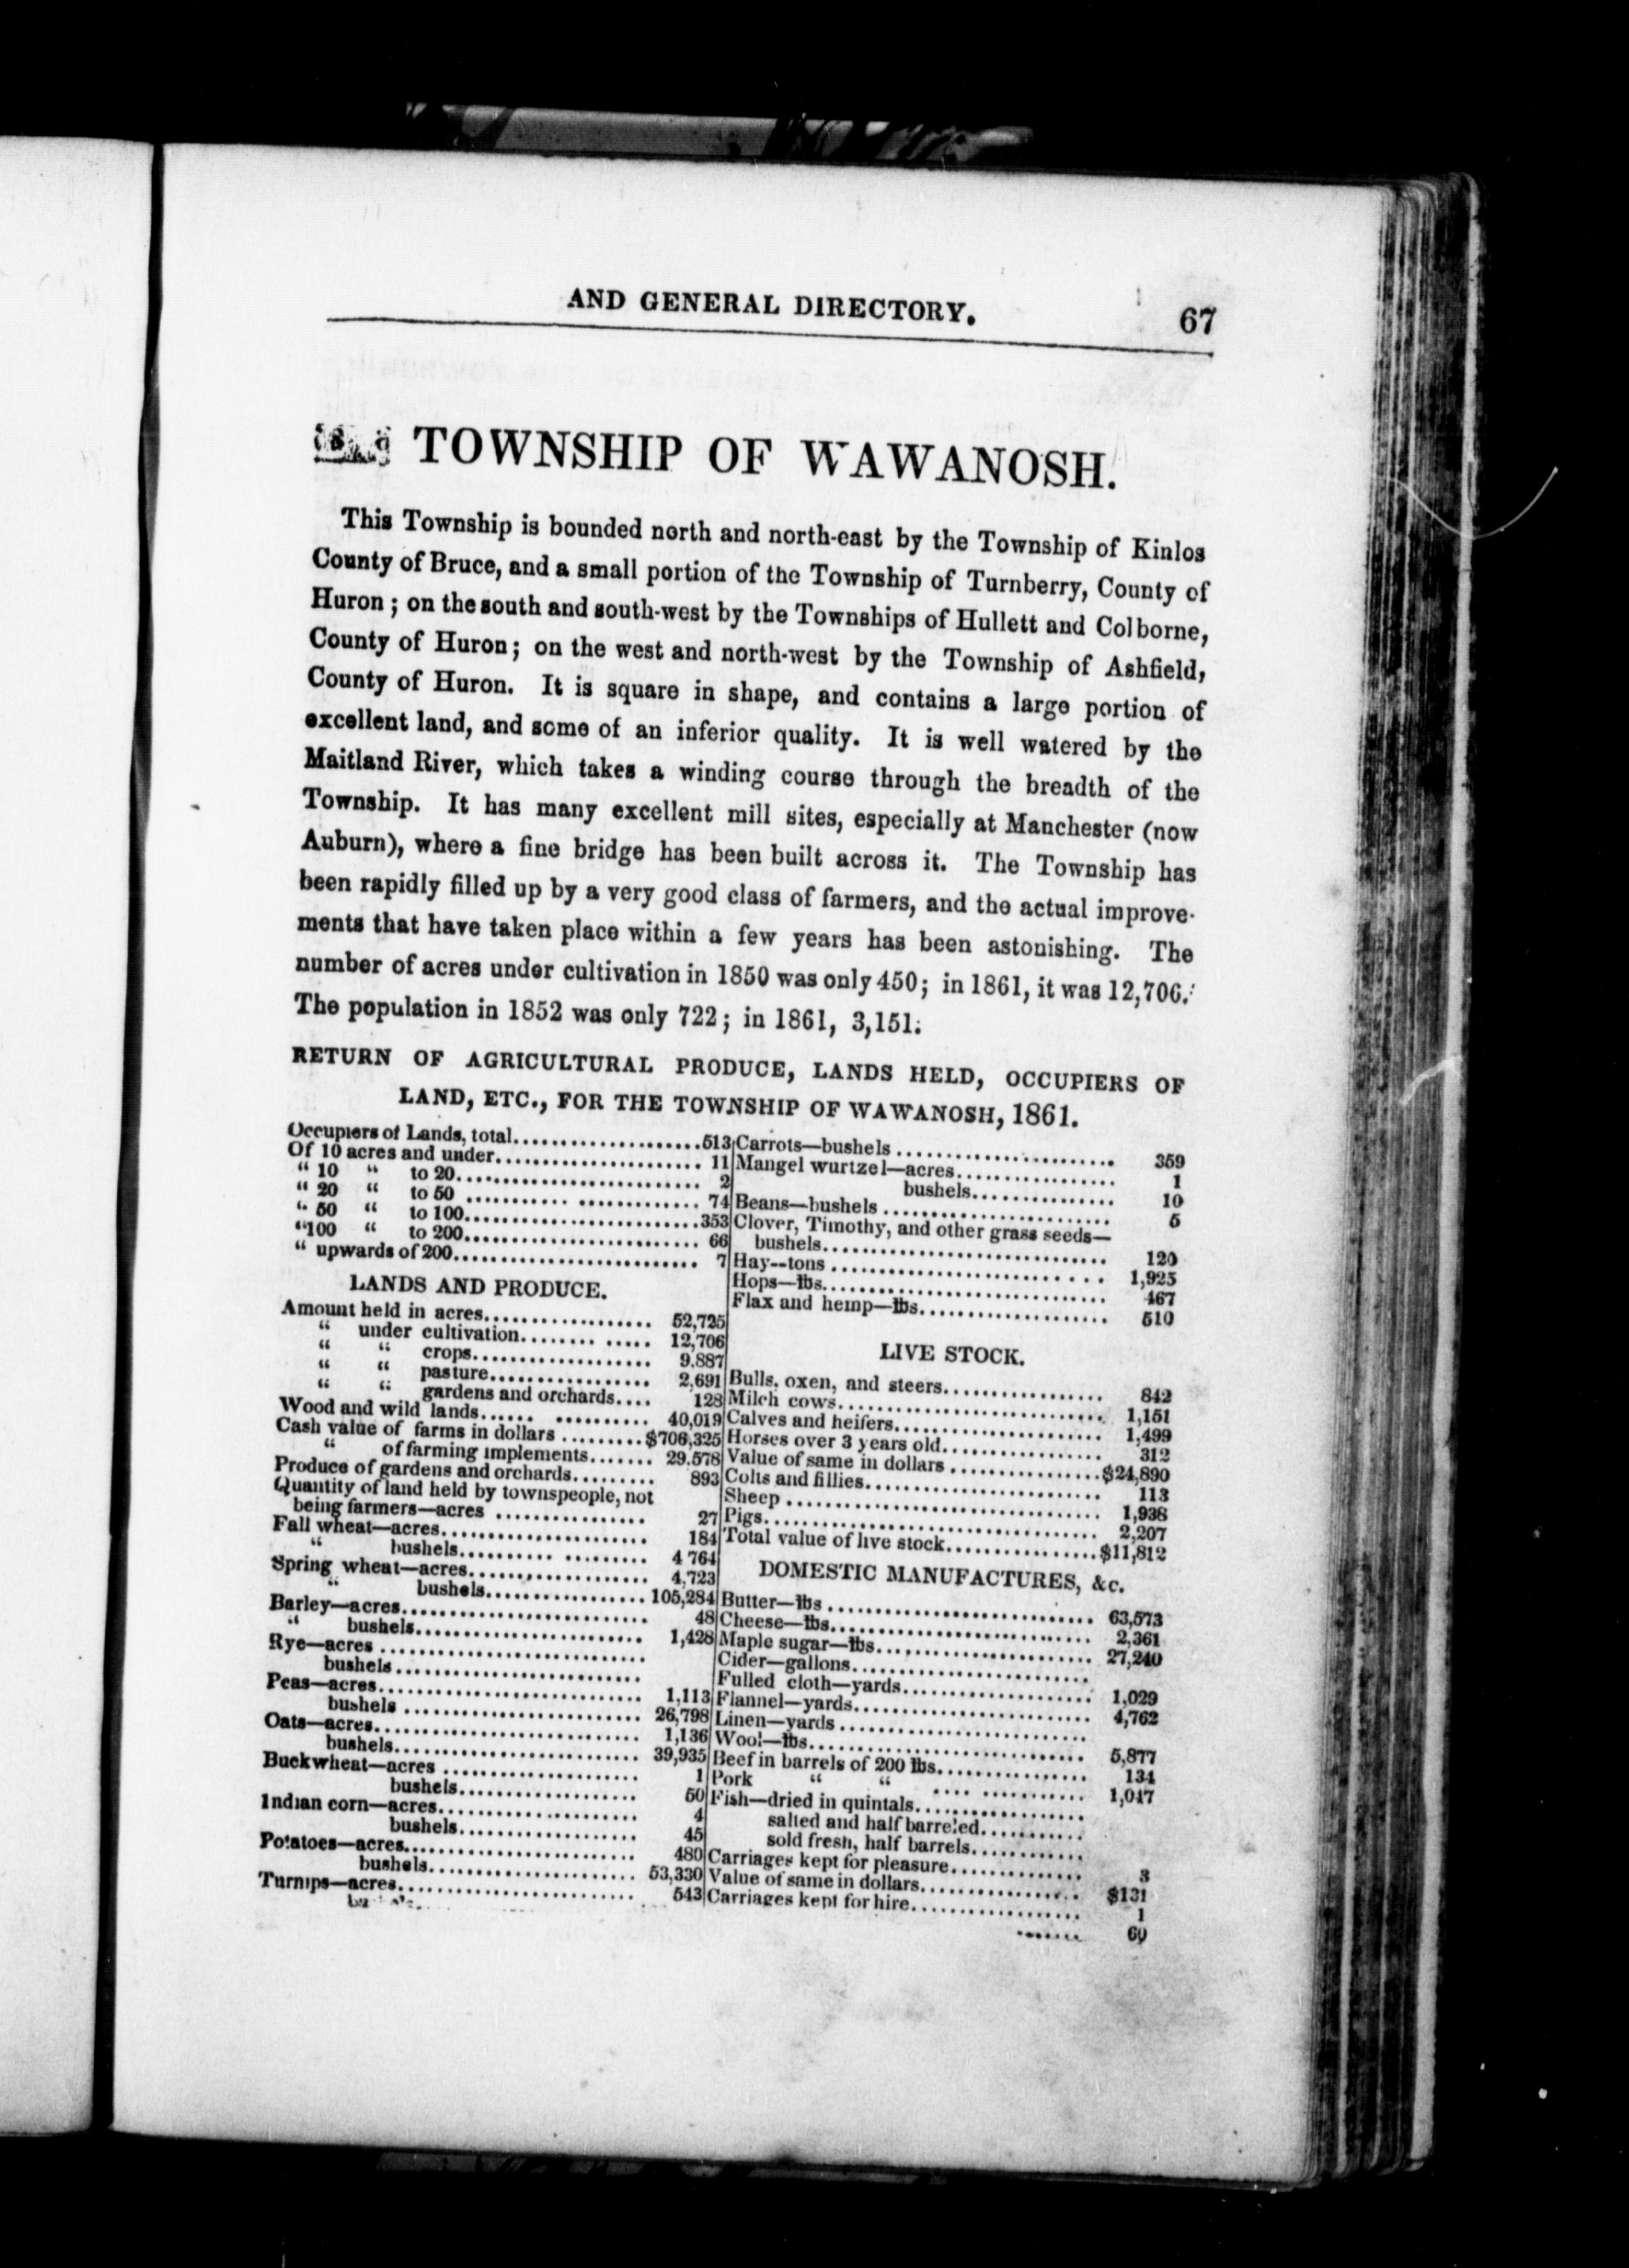 AND GENERAL DIRECTORY.
67
TOWNSHIP OF WAWANOSH.
This Township is bounded north and north-east by the Township of Kinlos
County of Bruce, and a small portion of the Township of Turnberry, County of
Huron; on the south and south-west by the Townships of Hullett and Colborne,
County of Huron; on the west and north-west by the Township of Ashfield,
County of Huron. It is square in shape, and contains a large portion of
excellent land, and some of an inferior quality. It is well watered by the
Maitland River, which takes a winding course through the breadth of the
Township. It has many excellent mill sites, especially at Manchester (now
Auburn), where a fine bridge has been built across it. The Township has
been rapidly filled up by a very good class of farmers, and the actual improve-
ments that have taken place within a few years has been astonishing. The
number of acres under cultivation in 1850 was only 450; in 1861, it was 12,706.
The population in 1852 was only 722; in 1861, 3,151.
RETURN OF AGRICULTURAL PRODUCE, LANDS HELD, OCCUPIERS OF
LAND, ETC., FOR THE TOWNSHIP OF WAWANOSH, 1861.
Occupiers of Lands, total....................513
Of 10 acres and under...................... 11
“ 10 “ to 20.......................... 2
“ 20 “ to 50 ........... ............. 74
“ 50 “ to 100.........................353
“100 “ to 200......................... 66
“ upwards of 200.......................... 7
LANDS AND PRODUCE.
Amount held in acres.................. 52,725
“ under cultivation........ ..... 12,706
“ “ crops................... 9.887
“ “ pasture................. 2,691
“ “ gardens and orchards.... 128
Wood and wild lands...... .......... 40,019
Cash value of farms in dollars .........$706,325
“ of farming implements....... 29.578
Produce of gardens and orchards......... 893
Quantity of land held by townspeople, not
being farmers—acres ................ 27
Fall wheat—acres...................... 184
“ bushels.......... ......... 4 764
Spring wheat—acres................... 4,723
“ bushels................. 105,284
Barley—acres.......................... 48
“ bushels........................ 1,428
Rye—acres ............................
bushels..........................
Peas—acres............................ 1,113
bushels ......................... 26,798
Oats—acres............................ 1,136
bushels.......................... 39,935
Buckwheat—acres ..................... 1
bushels................... 50
Indian corn—acres..................... 4
bushels................... 45
Potatoes—acres........................ 480
bushels...................... 53,330
Turnips—acres......................... 543
Carrots—bushels ....................... 359
Mangel wurtzel—acres................. 1
bushels............... 10
Beans—bushels ........................ 5
Clover, Timothy, and other grass seeds—
bushels.............................. 120
Hay--tons ............................. 1,925
Hops—lbs.............................. 467
Flax and hemp—lbs.................... 510
LIVE STOCK.
Bulls. oxen, and steers................. 842
Milch cows............................ 1,151
Calves and heifers...................... 1,499
Horses over 3 years old................. 312
Value of same in dollars ................$24,890
Colts and fillies......................... 113
Sheep ................................. 1,938
Pigs................................... 2,207
Total value of live stock................$11,812
DOMESTIC MANUFACTURES, &c.
Butter—lbs ............................ 63,573
Cheese—lbs............................ 2,361
Maple sugar—lbs....................... 27,240
Cider—gallons.........................
Fulled cloth—yards.................... 1,029
Flannel—yards......................... 4,762
Linen—yards ..........................
Wool—lbs............................. 5,877
Beef in barrels of 200 lbs................ 134
Pork “ “ .... ........... 1,047
Fish—dried in quintals..................
salted and half barreled...........
sold fresh, half barrels............
Carriages kept for pleasure.............. 3
Value of same in dollars................. $131
Carriages kept for hire.................. 1
....... 60